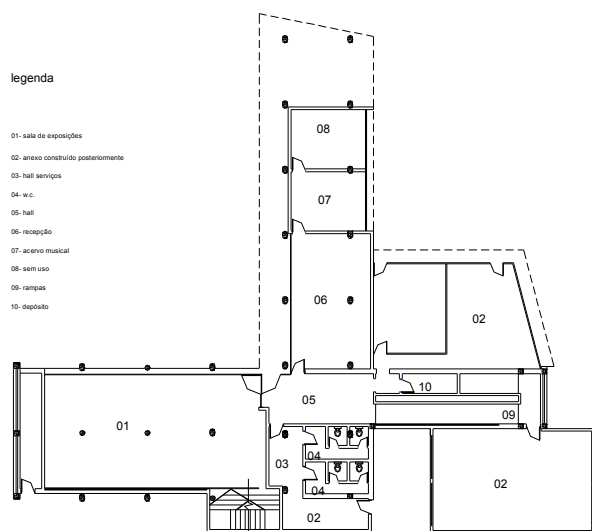 legenda
01- sala de exposições
02- anexo construído posteriormente
03- hall serviços
04- w.c.
05- hall
06- recepção
07- acervo musical
08- sem uso
09- rampas
10- depósito
08
07
06
02
10
05
09
01
04
03
02
04
02